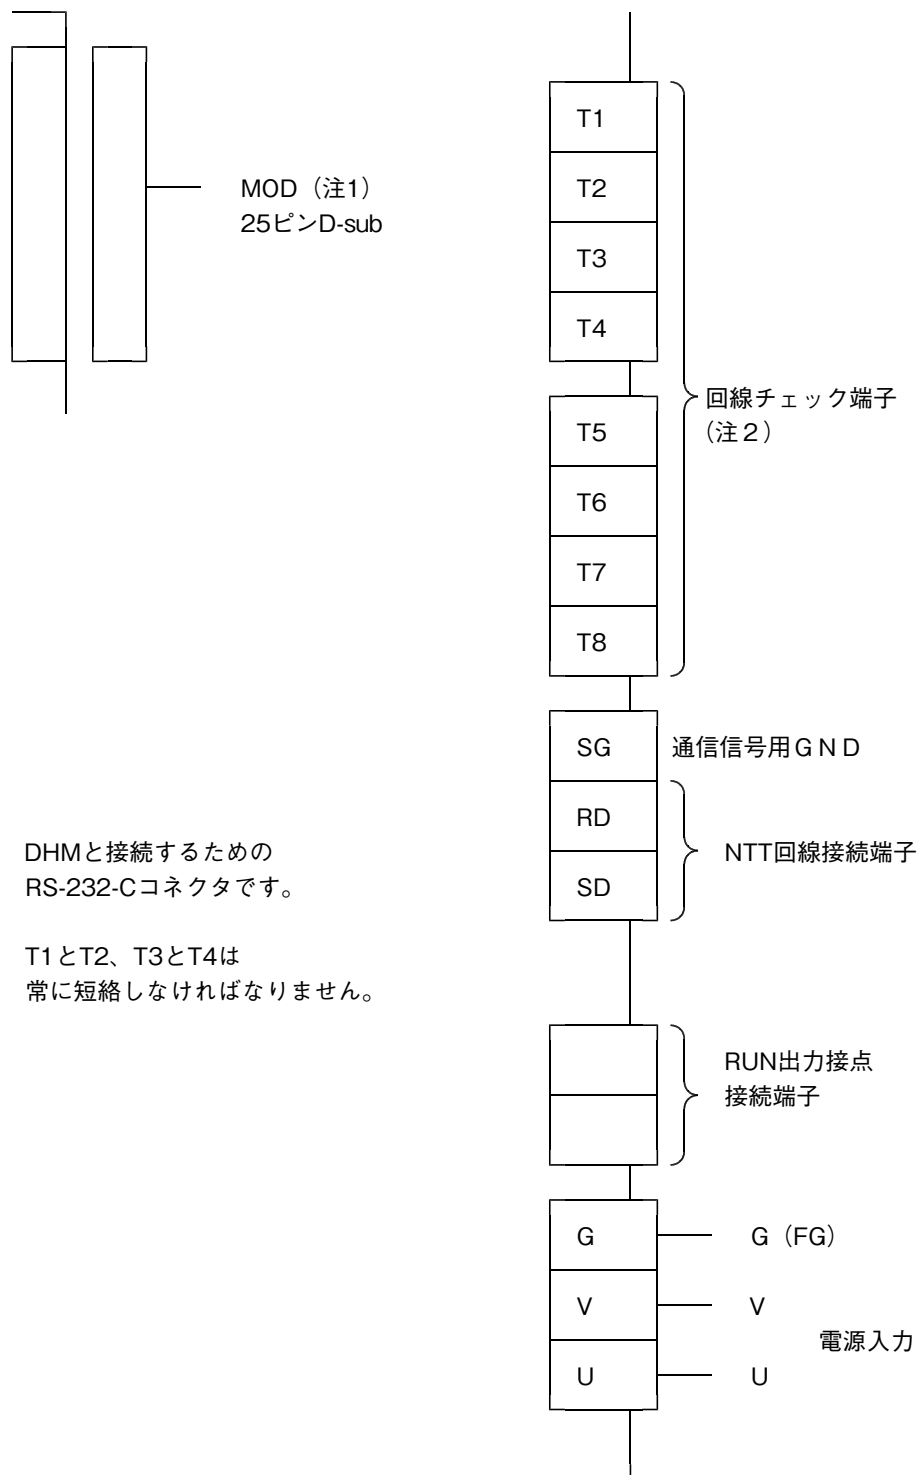 MOD（注1）
25ピンD-sub
T1
T2
T3
T4
T5
T6
T7
T8
回線チェック端子
（注２）
SG
通信信号用ＧＮＤ
RD
SD
NTT回線接続端子
DHMと接続するための
RS-232-Cコネクタです。
T1とT2、T3とT4は
常に短絡しなければなりません。
RUN出力接点
接続端子
G
G（FG）
V
V
電源入力
U
U